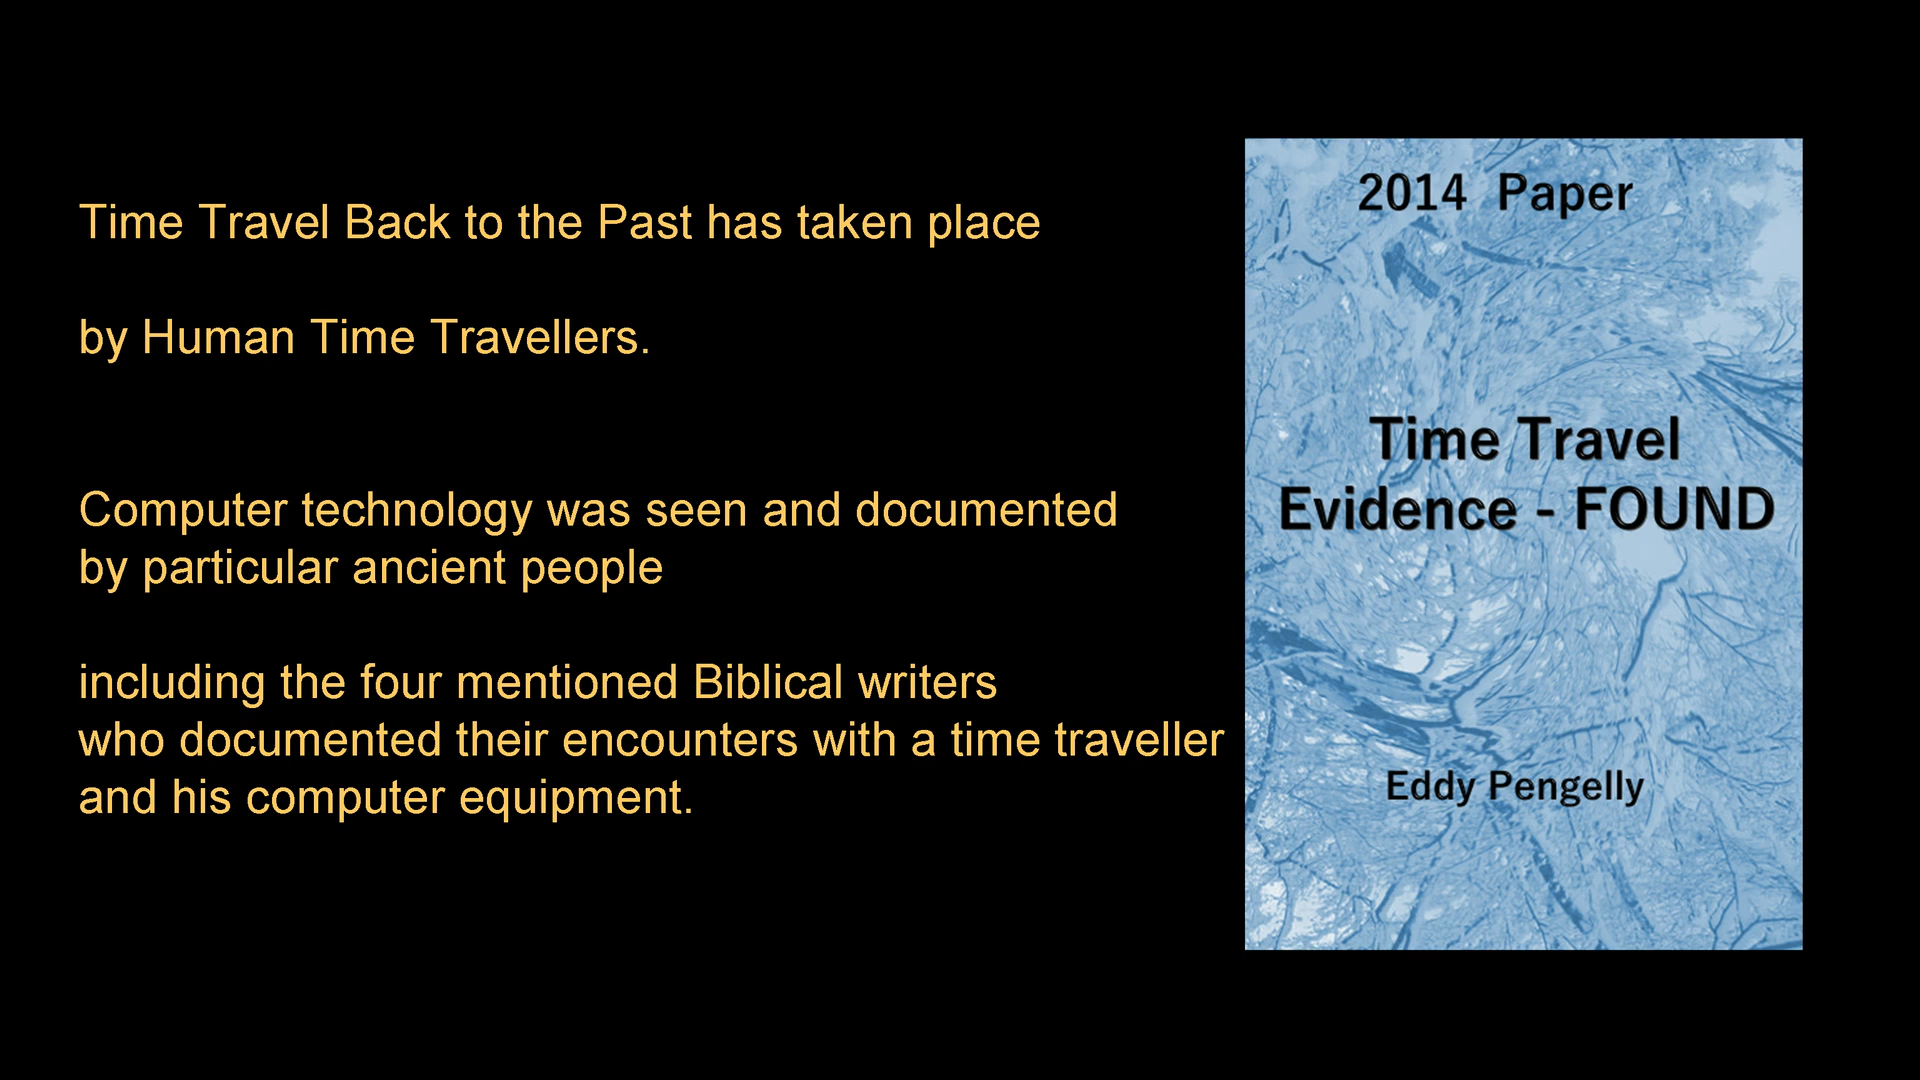 Time Travel Back to the Past has taken place
by Human Time Travellers.
Computer technology was seen and documented
by particular ancient people
including the four mentioned Biblical writers
who documented their encounters with a time traveller
and his computer equipment.
2014 Paper
Time Travel
Evidence - FOUND
Eddy Pengelly